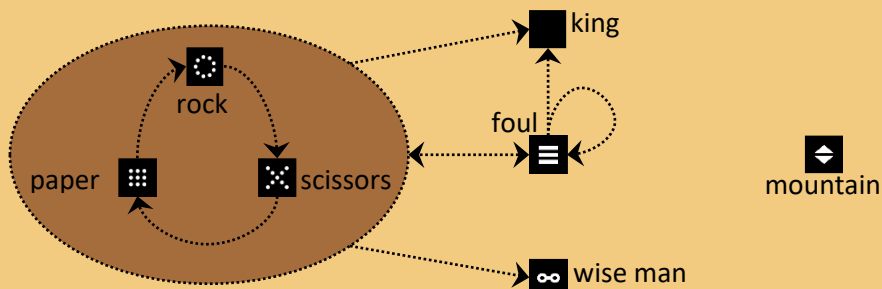 king
rock
foul
paper
scissors
mountain
wise man